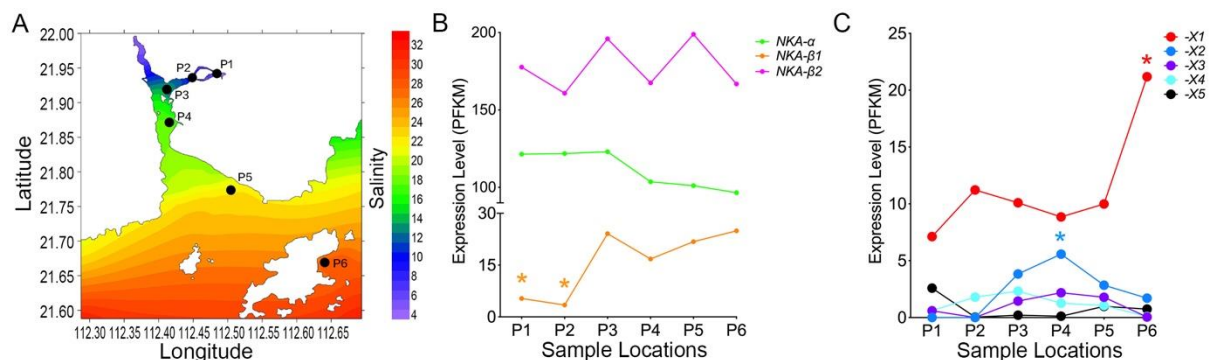 A
22.00
21.95
21.90
21.85
21.80
21.75
21.70
21.65
21.60
Latitude
P1
P2
P3
P4
P5
P6
112.30 112.40 112.45 112.50 112.60 112.65
Longitude
32
30
28
26
24
22
20
18
16
14
12
10
8
6
4
Salinity
B
Expression Level (PFKM)
200
150
100
30
15
0
*
*
P1 P2 P3 P4 P5 P6
Sample Locations
NKA-α
NKA-β1
NKA-β2
C
Expression Level (PFKM)
25
20
15
10
5
0
*
*
P1 P2 P3 P4 P5 P6
Sample Locations
-X1
-X2
-X3
-X4
-X5